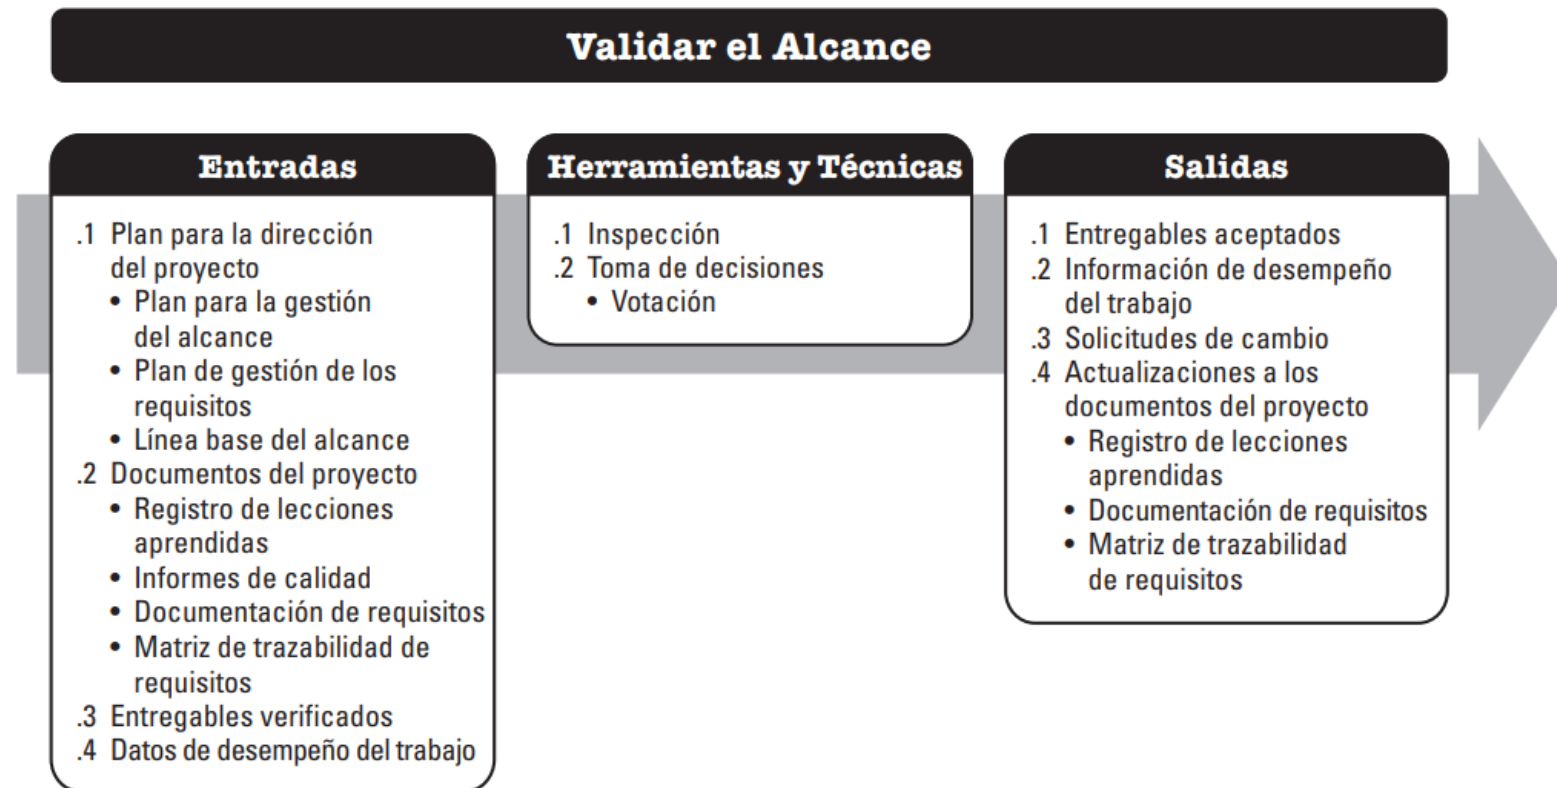 Validar el Alcance
Entradas
.1 Plan para la dirección
del proyecto
• Plan para la gestión
del alcance
• Plan de gestión de los
requisitos
• Línea base del alcance
.2 Documentos del proyecto
• Registro de lecciones
aprendidas
• Informes de calidad
• Documentación de requisitos
• Matriz de trazabilidad de
requisitos
.3 Entregables verificados
.4 Datos de desempeño del trabajo
Herramientas y Técnicas
.1 Inspección
.2 Toma de decisiones
• Votación
Salidas
.1 Entregables aceptados
.2 Información de desempeño
del trabajo
.3 Solicitudes de cambio
.4 Actualizaciones a los
documentos del proyecto
• Registro de lecciones
aprendidas
• Documentación de requisitos
• Matriz de trazabilidad
de requisitos